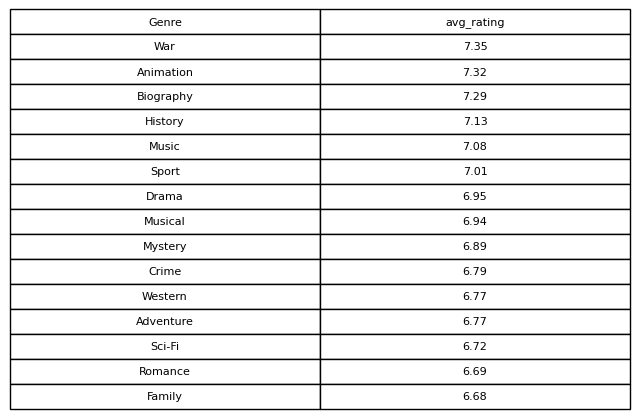 Genre avg_rating
War 7.35
Animation 7.32
Biography 7.29
History 7.13
Music 7.08
Sport 7.01
Drama 6.95
Musical 6.94
Mystery 6.89
Crime 6.79
Western 6.77
Adventure 6.77
Sci-Fi 6.72
Romance 6.69
Family 6.68